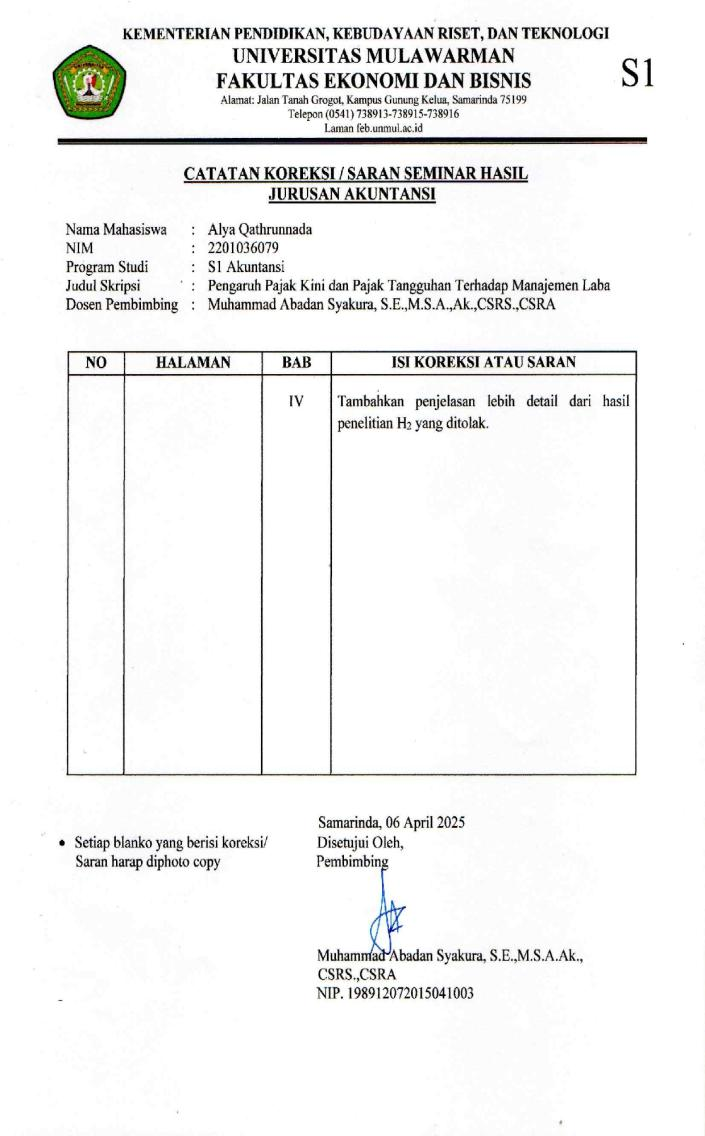 KEMENTERIAN PENDIDIKAN, KEBUDAYAAN RISET, DAN TEKNOLOGI
UNIVERSITAS MULAWARMAN
FAKULTAS EKONOMI DAN BISNIS
S1
Alamat: Jalan Tanah Grogot, Kampus Gunung Kelua, Samarinda 75199
Telepon (0541) 738913-738915-738916
Laman feb.unmul.ac.id
CATATAN KOREKSI / SARAN SEMINAR HASIL
JURUSAN AKUNTANSI
Nama Mahasiswa : Alya Qathrunnada
NIM : 2201036079
Program Studi : S1 Akuntansi
Judul Skripsi : Pengaruh Pajak Kini dan Pajak Tangguhan Terhadap Manajemen Laba
Dosen Pembimbing : Muhammad Abadan Syakura, S.E.,M.S.A.,Ak.,CSRS.,CSRA
NO HALAMAN BAB ISI KOREKSI ATAU SARAN
IV Tambahkan penjelasan lebih detail dari hasil
penelitian H2 yang ditolak.
Samarinda, 06 April 2025
• Setiap blanko yang berisi koreksi/ Disetujui Oleh,
Saran harap diphoto copy Pembimbing
Muhammad Abadan Syakura, S.E.,M.S.A.Ak.,
CSRS.,CSRA
NIP. 198912072015041003